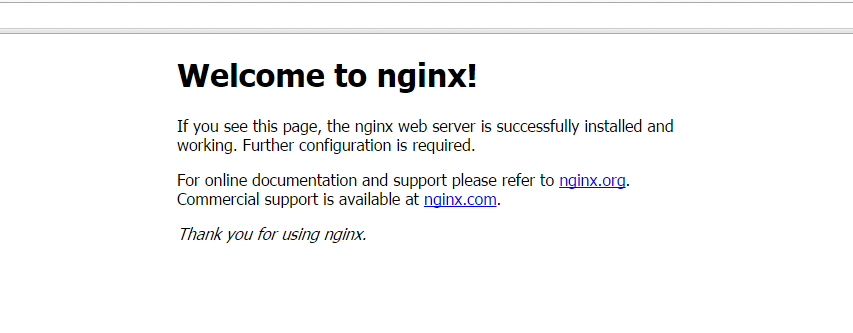 Welcome to nginx!
If you see this page, the nginx web server is successfully installed and
working. Further configuration is required.
For online documentation and support please refer to nginx.org.
Commercial support is available at nginx.com.
Thank you for using nginx.